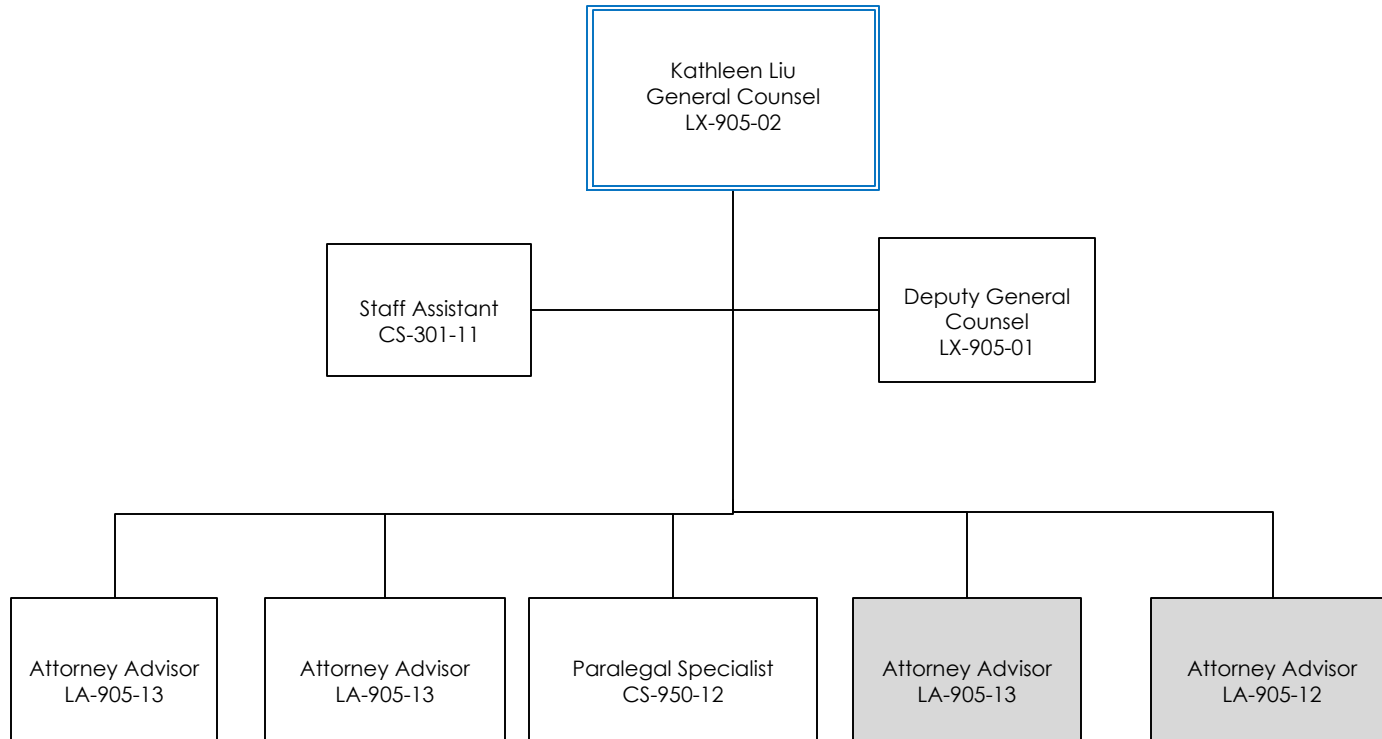 Kathleen Liu
General Counsel
LX-905-02
Staff Assistant
CS-301-11
Deputy General
Counsel
LX-905-01
Attorney Advisor
LA-905-13
Attorney Advisor
LA-905-13
Paralegal Specialist
CS-950-12
Attorney Advisor
LA-905-13
Attorney Advisor
LA-905-12